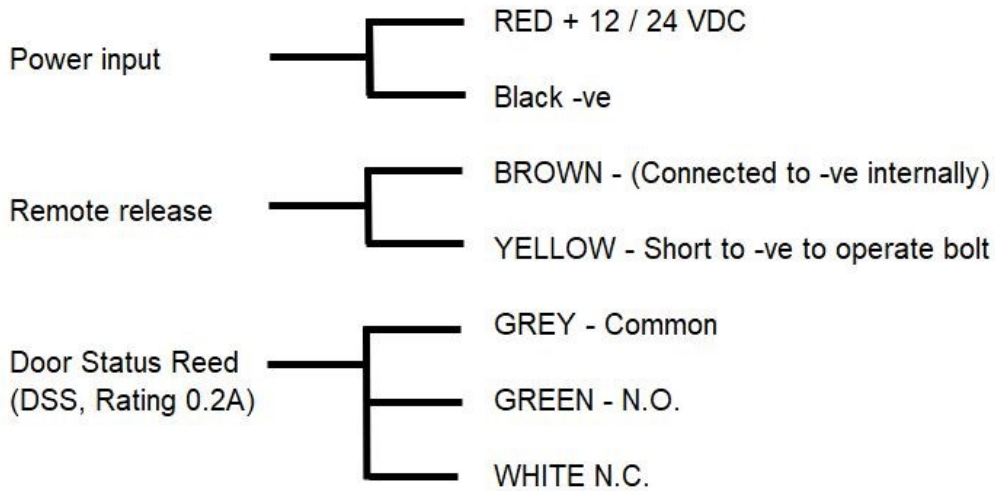 Power input
RED + 12 / 24 VDC
Black -ve
Remote release
BROWN - (Connected to -ve internally)
YELLOW - Short to -ve to operate bolt
Door Status Reed
(DSS, Rating 0.2A)
GREY - Common
GREEN - N.O.
WHITE N.C.